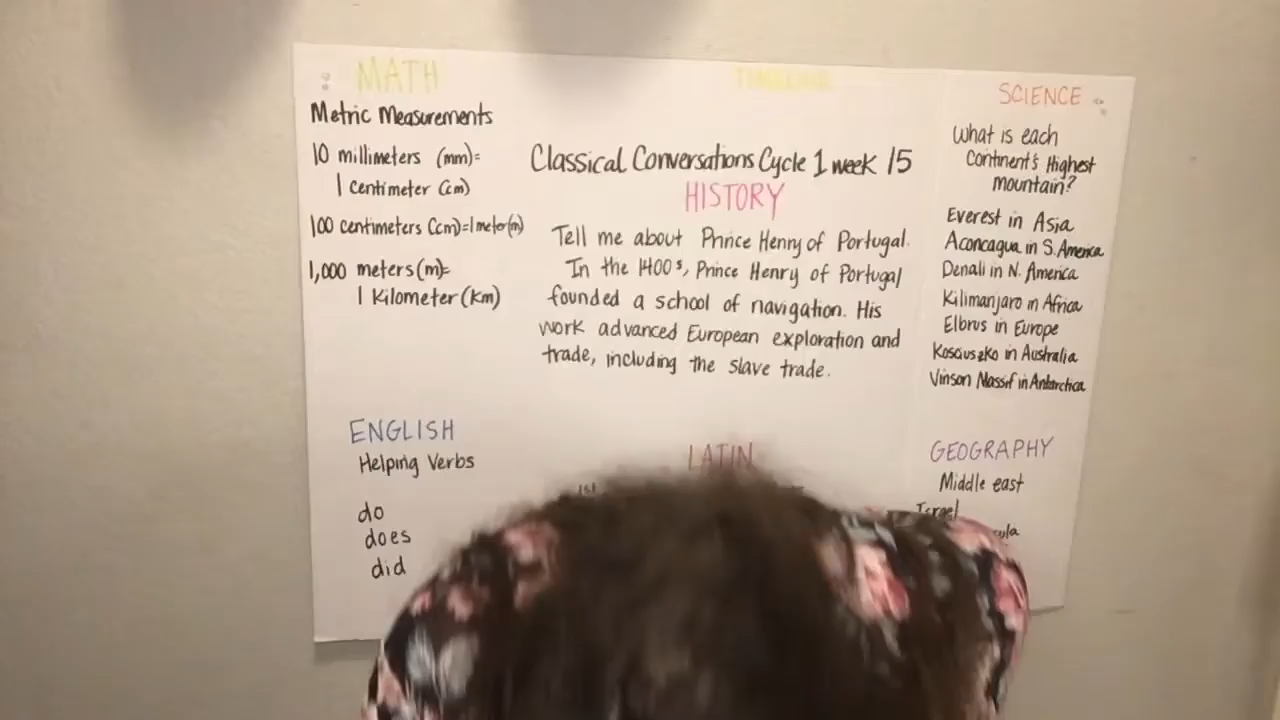 MATH
Metric Measurements
10 millimeters (mm)=
1 centimeter (cm)
100 centimeters (cm)=1meter(m)
1,000 meters(m)=
1 Kilometer (Km)
TIMELINE
Classical Conversations Cycle 1 week 15
HISTORY
Tell me about Prince Henry of Portugal.
In the 1400s, Prince Henry of Portugal
founded a school of navigation. His
work advanced European exploration and
trade, including the slave trade.
SCIENCE
What is each
Continent's Highest
mountain?
Everest in Asia
Aconcagua in S. America
Denali in N. America
Kilimanjaro in Africa
Elbrus in Europe
Kosciuszko in Australia
Vinson Massif in Antarctica
ENGLISH
Helping Verbs
do
does
did
LATIN
1st
GEOGRAPHY
Middle east
Israel